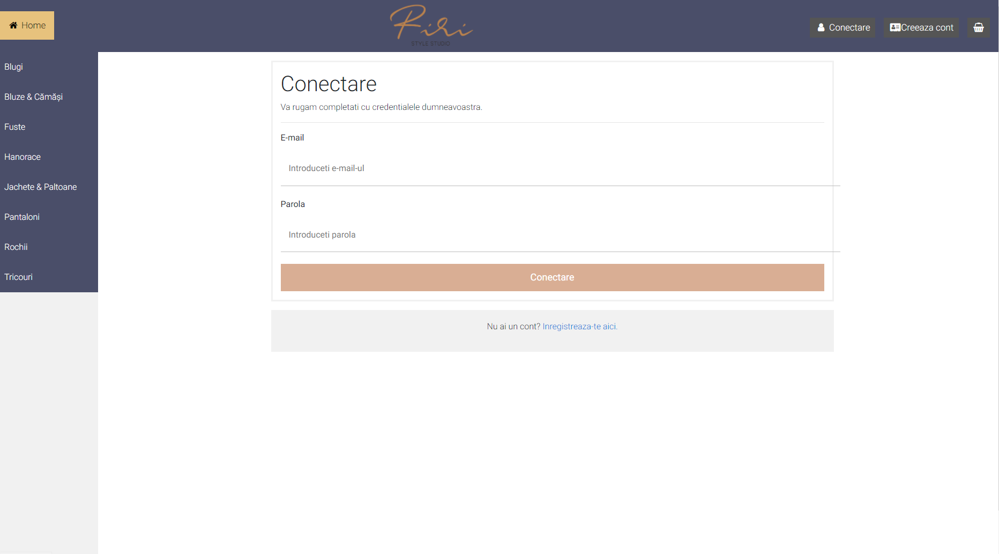 Home
Riri
STYLE STUDIO
Conectare
Creeaza cont
Blugi
Bluze & Cămăși
Fuste
Hanorace
Jachete & Paltoane
Pantaloni
Rochii
Tricouri
Conectare
Va rugam completati cu credentialele dumneavoastra.
E-mail
Introduceti e-mail-ul
Parola
Introduceti parola
Conectare
Nu ai un cont? Inregistreaza-te aici.